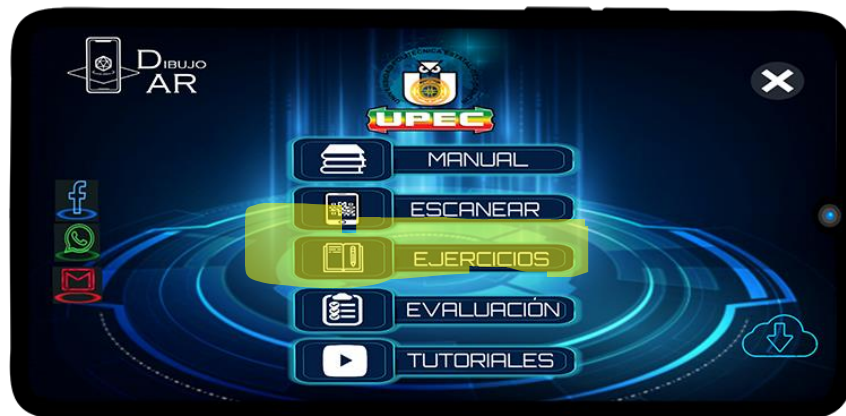 DIBUJO
AR
UPEC
MANUAL
ESCANEAR
EJERCICIOS
EVALUACIÓN
TUTORIALES